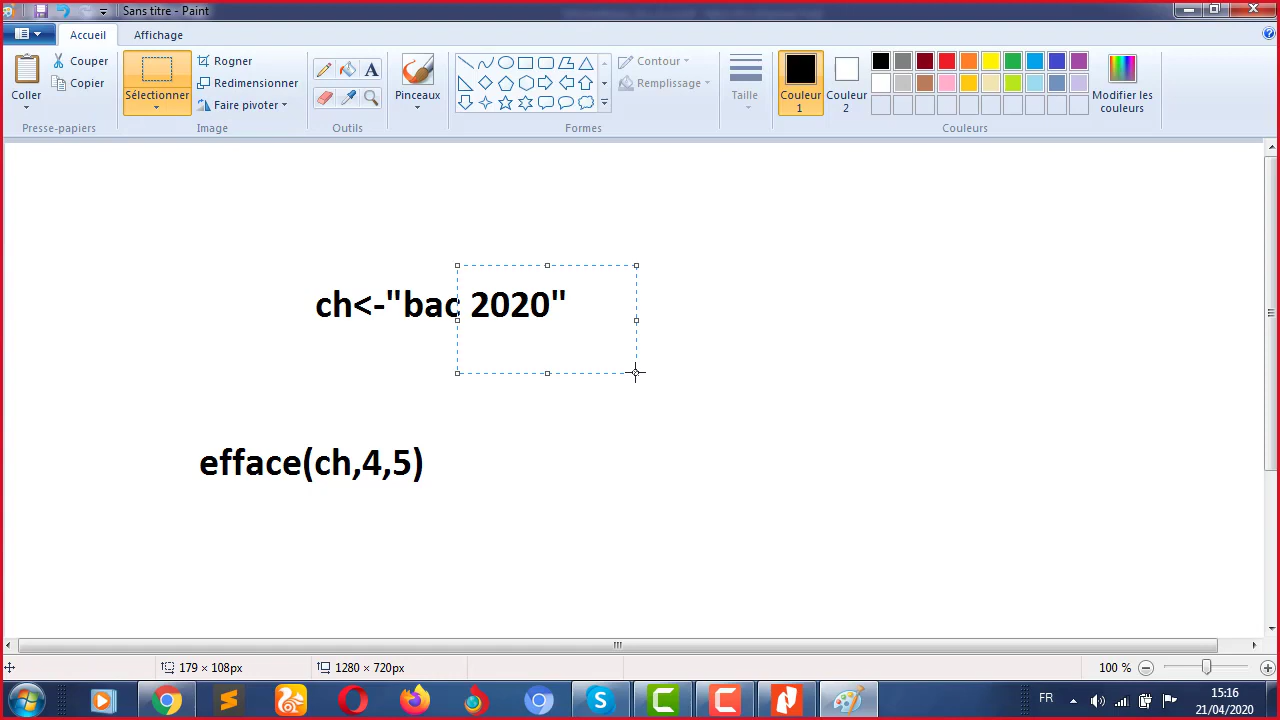 Sans titre - Paint
Accueil
Affichage
Coller
Couper
Copier
Presse-papiers
Sélectionner
Rogner
Redimensionner
Faire pivoter
Image
A
Outils
Pinceaux
Contour
Remplissage
Formes
Taille
Couleur 1
Couleur 2
Modifier les couleurs
Couleurs
ch<-"bac 2020"
efface(ch,4,5)
179 × 108px
1280 × 720px
100 %
FR
15:16
21/04/2020